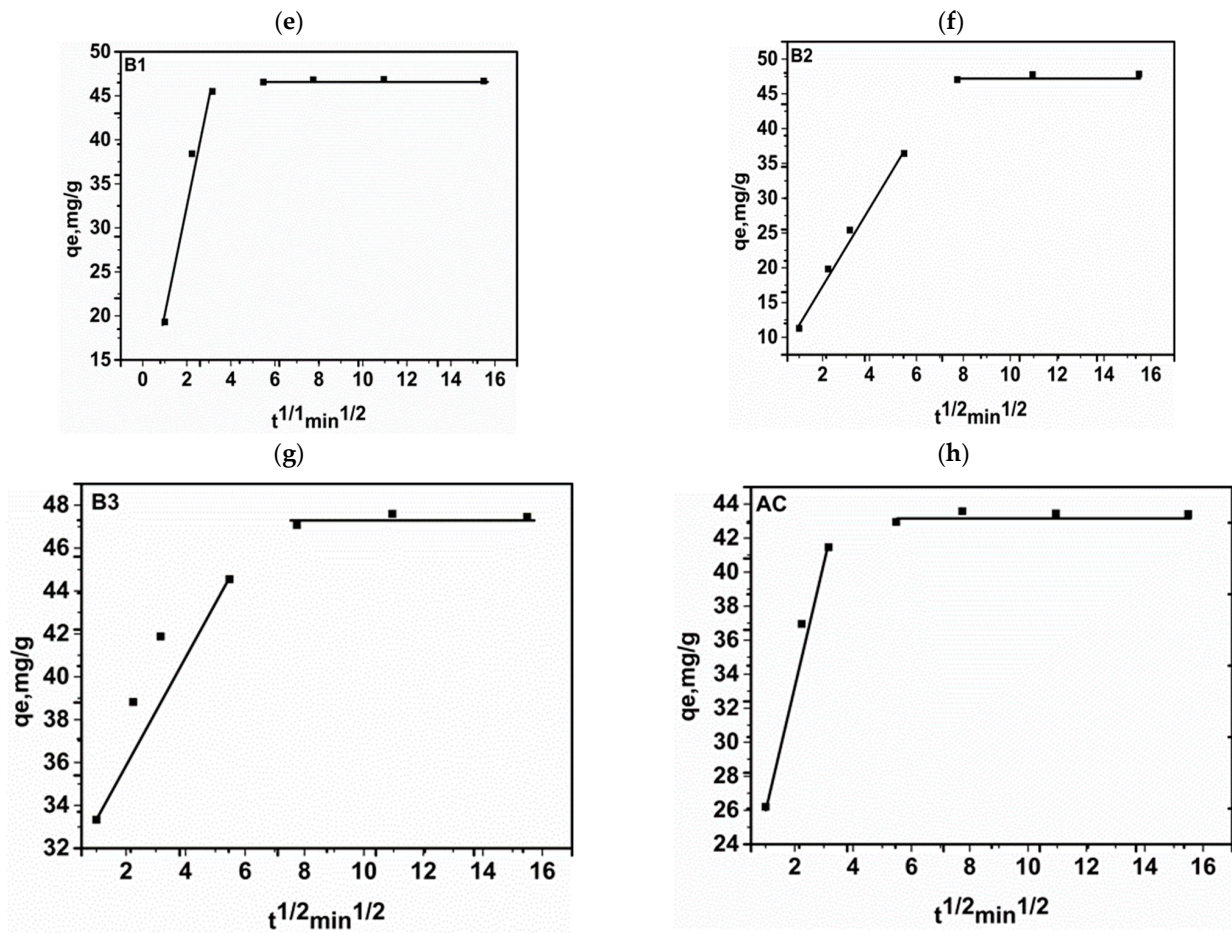 (e)
B1
50
45
40
35
30
25
20
15
qe,mg/g
0 2 4 6 8 10 12 14 16
t1/1min1/2
(f)
B2
50
45
40
35
30
25
20
15
10
qe,mg/g
2 4 6 8 10 12 14 16
t1/2min1/2
(g)
B3
48
46
44
42
40
38
36
33
32
qe,mg/g
2 4 6 8 10 12 14 16
t1/2min1/2
(h)
AC
44
42
40
38
36
34
32
30
28
26
24
qe,mg/g
2 4 6 8 10 12 14 16
t1/2min1/2